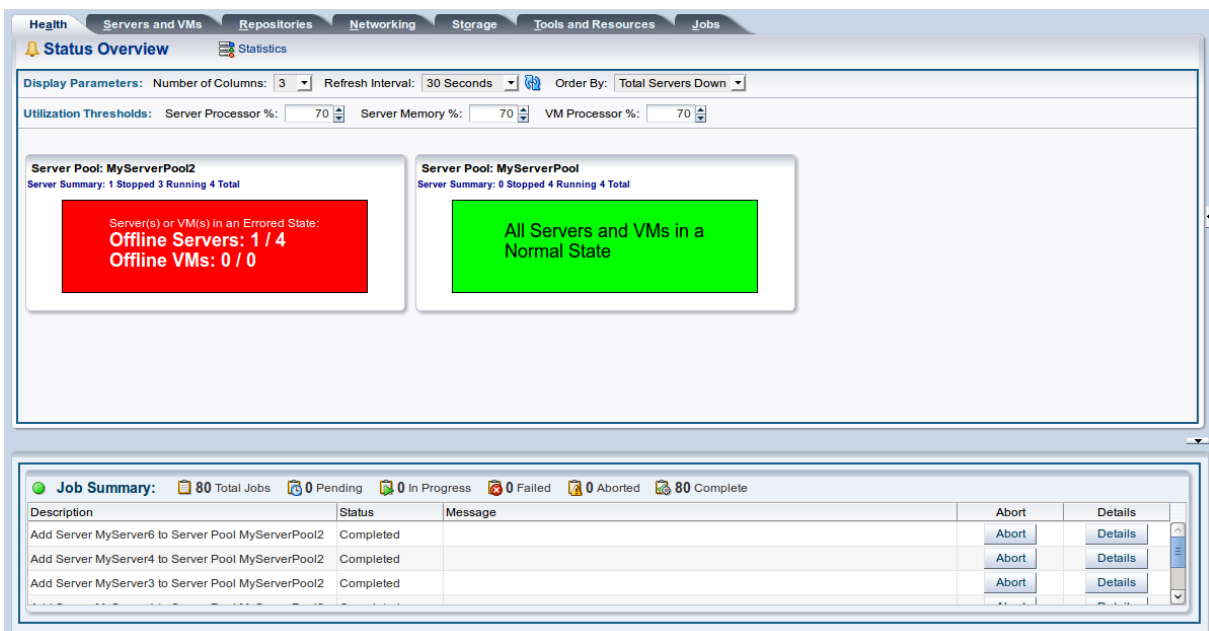 Health Servers and VMs Repositories Networking Storage Tools and Resources Jobs
Status Overview Statistics
Display Parameters: Number of Columns: 3 Refresh Interval: 30 Seconds Order By: Total Servers Down
Utilization Thresholds: Server Processor %: 70 Server Memory %: 70 VM Processor %: 70
Server Pool: MyServerPool2
Server Summary: 1 Stopped 3 Running 4 Total
Server(s) or VM(s) in an Errored State:
Offline Servers: 1 / 4
Offline VMs: 0 / 0
Server Pool: MyServerPool
Server Summary: 0 Stopped 4 Running 4 Total
All Servers and VMs in a
Normal State
Job Summary: 80 Total Jobs 0 Pending 0 In Progress 0 Failed 0 Aborted 80 Complete
Description Status Message Abort Details
Add Server MyServer6 to Server Pool MyServerPool2 Completed Abort Details
Add Server MyServer4 to Server Pool MyServerPool2 Completed Abort Details
Add Server MyServer3 to Server Pool MyServerPool2 Completed Abort Details